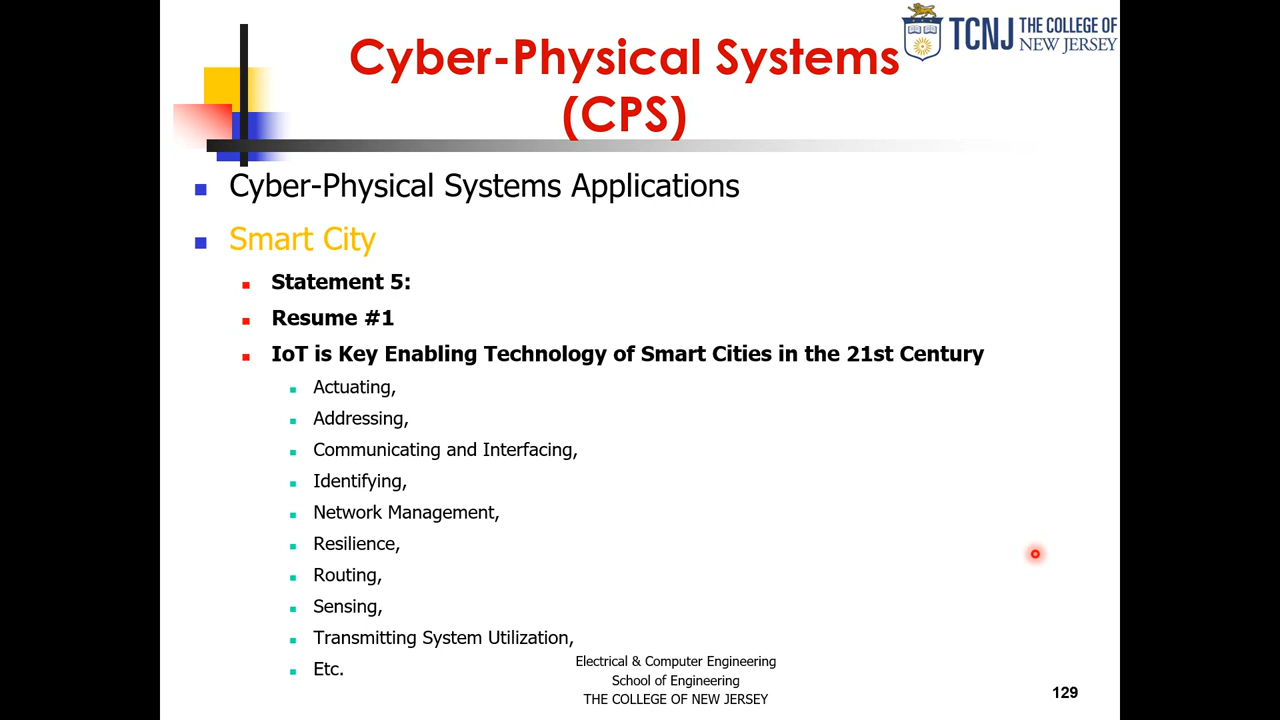 TCNJ THE COLLEGE OF
NEW JERSEY
Cyber-Physical Systems
(CPS)
Cyber-Physical Systems Applications
Smart City
Statement 5:
Resume #1
IoT is Key Enabling Technology of Smart Cities in the 21st Century
Actuating,
Addressing,
Communicating and Interfacing,
Identifying,
Network Management,
Resilience,
Routing,
Sensing,
Transmitting System Utilization,
Etc.
Electrical & Computer Engineering
School of Engineering
THE COLLEGE OF NEW JERSEY
129